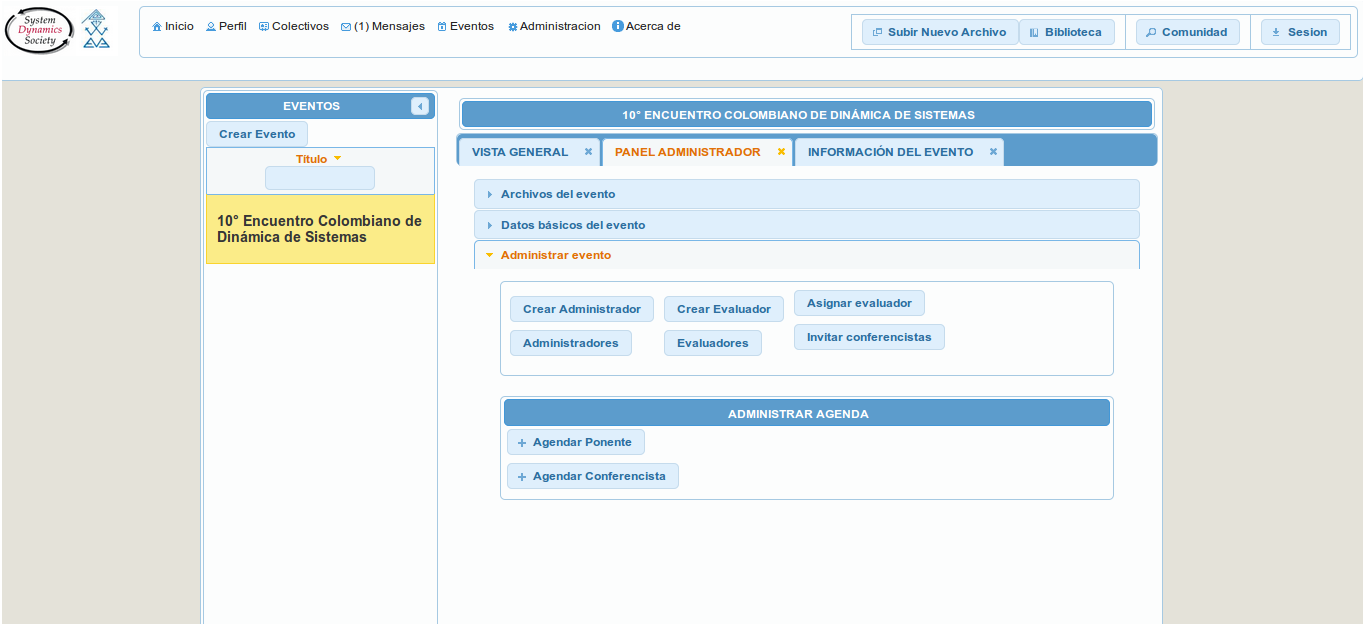 System
Dynamics
Society
Inicio Perfil Colectivos (1) Mensajes Eventos Administracion Acerca de
Subir Nuevo Archivo Biblioteca Comunidad Sesion
EVENTOS
Crear Evento
Titulo
10° Encuentro Colombiano de
Dinámica de Sistemas
10° ENCUENTRO COLOMBIANO DE DINÁMICA DE SISTEMAS
VISTA GENERAL PANEL ADMINISTRADOR INFORMACIÓN DEL EVENTO
Archivos del evento
Datos básicos del evento
Administrar evento
Crear Administrador Crear Evaluador Asignar evaluador
Administradores Evaluadores Invitar conferencistas
ADMINISTRAR AGENDA
Agendar Ponente
Agendar Conferencista